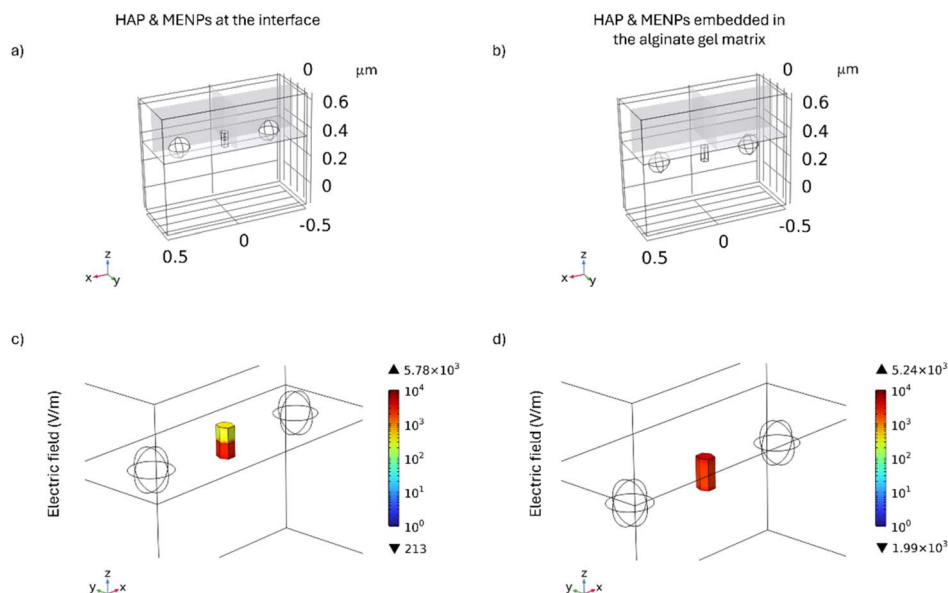 HAP & MENPs at the interface
HAP & MENPs embedded in
the alginate gel matrix
a)
0 μm
0.6
0.4
0.2
0
-0.5
0
0.5
z
x
y
b)
0 μm
0.6
0.4
0.2
0
-0.5
0
0.5
z
x
y
c)
Electric field (V/m)
▲ 5.78×10³
10⁴
10³
10²
10¹
10⁰
▼ 213
z
y
x
d)
Electric field (V/m)
▲ 5.24×10³
10⁴
10³
10²
10¹
10⁰
▼ 1.99×10³
z
y
x